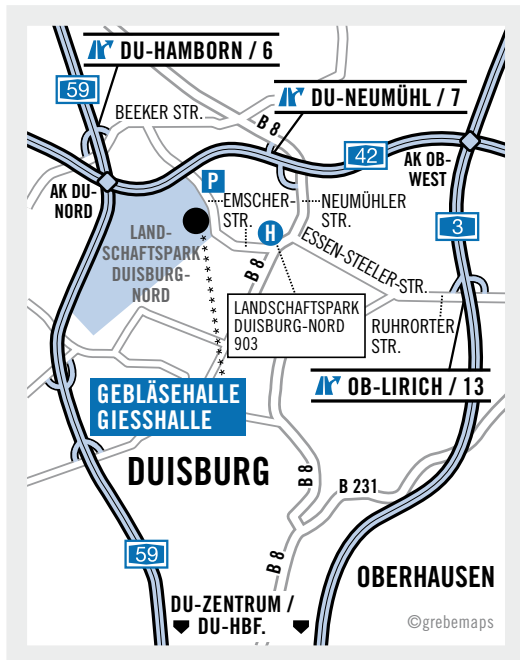 DU-HAMBORN / 6
59
DU-NEUMÜHL / 7
BEEKER STR.
B 8
42
AK OB-
WEST
AK DU-
NORD
P
EMSCHER-
STR.
NEUMÜHLER
STR.
LAND-
SCHAFTSPARK
DUISBURG-
NORD
H
3
ESSEN-STEELER-STR.
B 8
LANDSCHAFTSPARK
DUISBURG-NORD
903
RUHRORTER
STR.
GEBLÄSEHALLE
GIESSHALLE
OB-LIRICH / 13
DUISBURG
B 8
B 231
59
B 8
OBERHAUSEN
DU-ZENTRUM /
DU-HBF.
©grebemaps